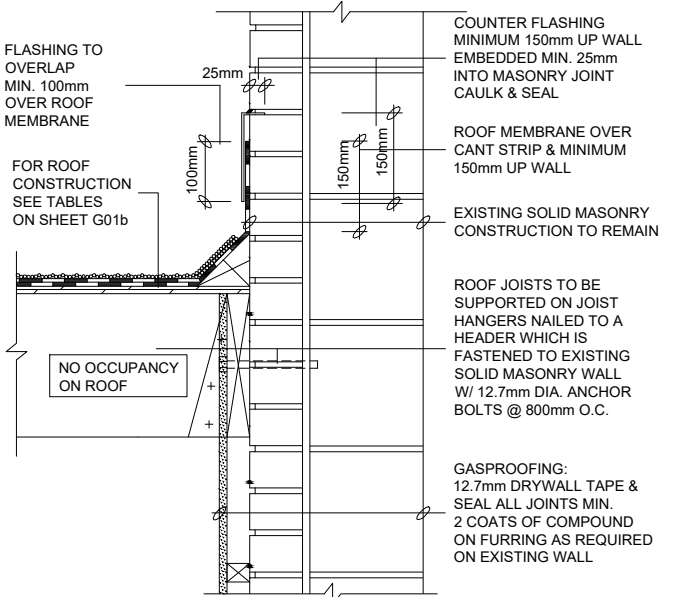 FLASHING TO
OVERLAP
MIN. 100mm
OVER ROOF
MEMBRANE
FOR ROOF
CONSTRUCTION
SEE TABLES
ON SHEET G01b
25mm
100mm
150mm
150mm
NO OCCUPANCY
ON ROOF
COUNTER FLASHING
MINIMUM 150mm UP WALL
EMBEDDED MIN. 25mm
INTO MASONRY JOINT
CAULK & SEAL
ROOF MEMBRANE OVER
CANT STRIP & MINIMUM
150mm UP WALL
EXISTING SOLID MASONRY
CONSTRUCTION TO REMAIN
ROOF JOISTS TO BE
SUPPORTED ON JOIST
HANGERS NAILED TO A
HEADER WHICH IS
FASTENED TO EXISTING
SOLID MASONRY WALL
W/ 12.7mm DIA. ANCHOR
BOLTS @ 800mm O.C.
GASPROOFING:
12.7mm DRYWALL TAPE &
SEAL ALL JOINTS MIN.
2 COATS OF COMPOUND
ON FURRING AS REQUIRED
ON EXISTING WALL